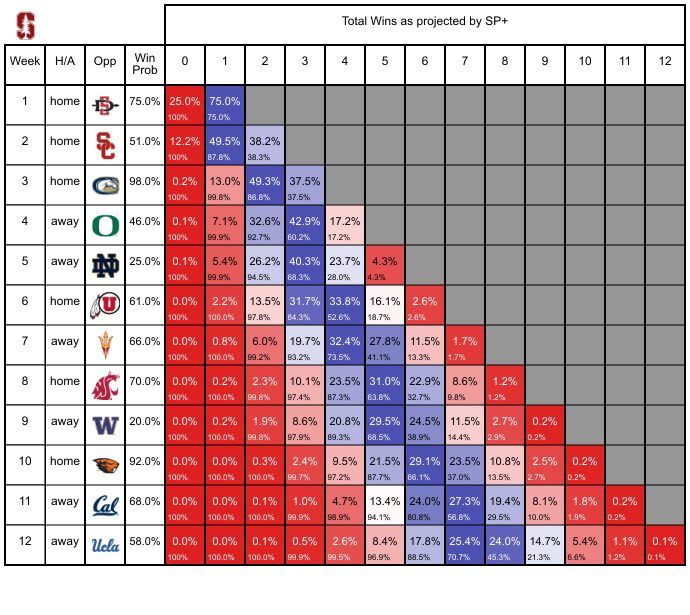 S
Total Wins as projected by SP+
Week H/A Opp Win Prob 0 1 2 3 4 5 6 7 8 9 10 11 12
1 home SD 75.0% 25.0% 75.0%
100% 75.0%
2 home SC 51.0% 12.2% 49.5% 38.2%
100% 87.8% 38.3%
3 home C 98.0% 0.2% 13.0% 49.3% 37.5%
100% 99.8% 86.8% 37.5%
4 away O 46.0% 0.1% 7.1% 32.6% 42.9% 17.2%
100% 99.9% 92.7% 60.2% 17.2%
5 away ND 25.0% 0.1% 5.4% 26.2% 40.3% 23.7% 4.3%
100% 99.9% 94.5% 68.3% 28.0% 4.3%
6 home U 61.0% 0.0% 2.2% 13.5% 31.7% 33.8% 16.1% 2.6%
100% 100.0% 97.8% 84.3% 52.6% 18.7% 2.6%
7 away 66.0% 0.0% 0.8% 6.0% 19.7% 32.4% 27.8% 11.5% 1.7%
100% 100.0% 99.2% 93.2% 73.5% 41.1% 13.3% 1.7%
8 home 70.0% 0.0% 0.2% 2.3% 10.1% 23.5% 31.0% 22.9% 8.6% 1.2%
100% 100.0% 99.8% 97.4% 87.3% 63.8% 32.7% 9.8% 1.2%
9 away W 20.0% 0.0% 0.2% 1.9% 8.6% 20.8% 29.5% 24.5% 11.5% 2.7% 0.2%
100% 100.0% 99.8% 97.9% 89.3% 68.5% 38.9% 14.4% 2.9% 0.2%
10 home 92.0% 0.0% 0.0% 0.3% 2.4% 9.5% 21.5% 29.1% 23.5% 10.8% 2.5% 0.2%
100% 100.0% 100.0% 99.7% 97.2% 87.7% 66.1% 37.0% 13.5% 2.7% 0.2%
11 away Cal 68.0% 0.0% 0.0% 0.1% 1.0% 4.7% 13.4% 24.0% 27.3% 19.4% 8.1% 1.8% 0.2%
100% 100.0% 100.0% 99.9% 98.9% 94.1% 80.8% 56.8% 29.5% 10.0% 1.9% 0.2%
12 away Ucla 58.0% 0.0% 0.0% 0.1% 0.5% 2.6% 8.4% 17.8% 25.4% 24.0% 14.7% 5.4% 1.1% 0.1%
100% 100.0% 100.0% 99.9% 99.5% 96.9% 88.5% 70.7% 45.3% 21.3% 6.6% 1.2% 0.1%